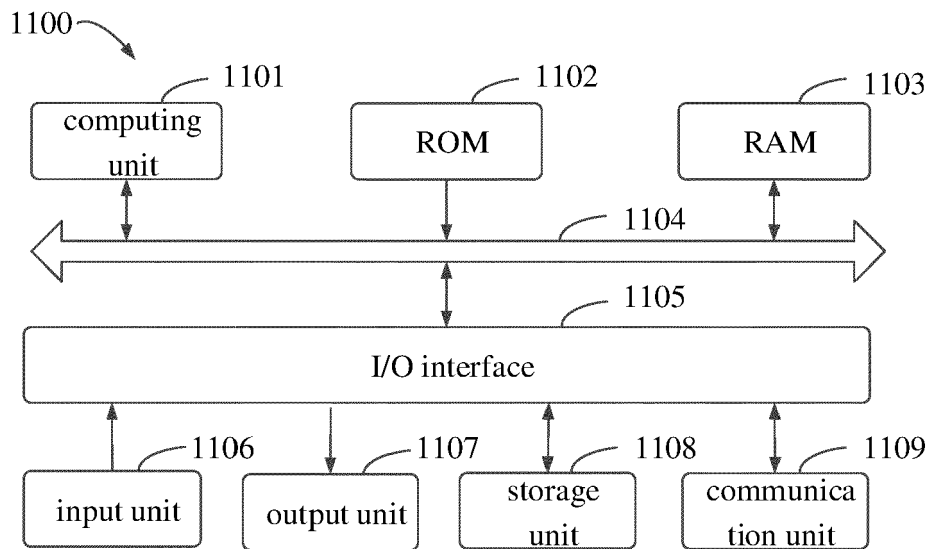 1100
1101
1102
1103
computing
unit
ROM
RAM
1104
1105
I/O interface
1106
1107
1108
1109
input unit
output unit
storage
unit
communica
tion unit